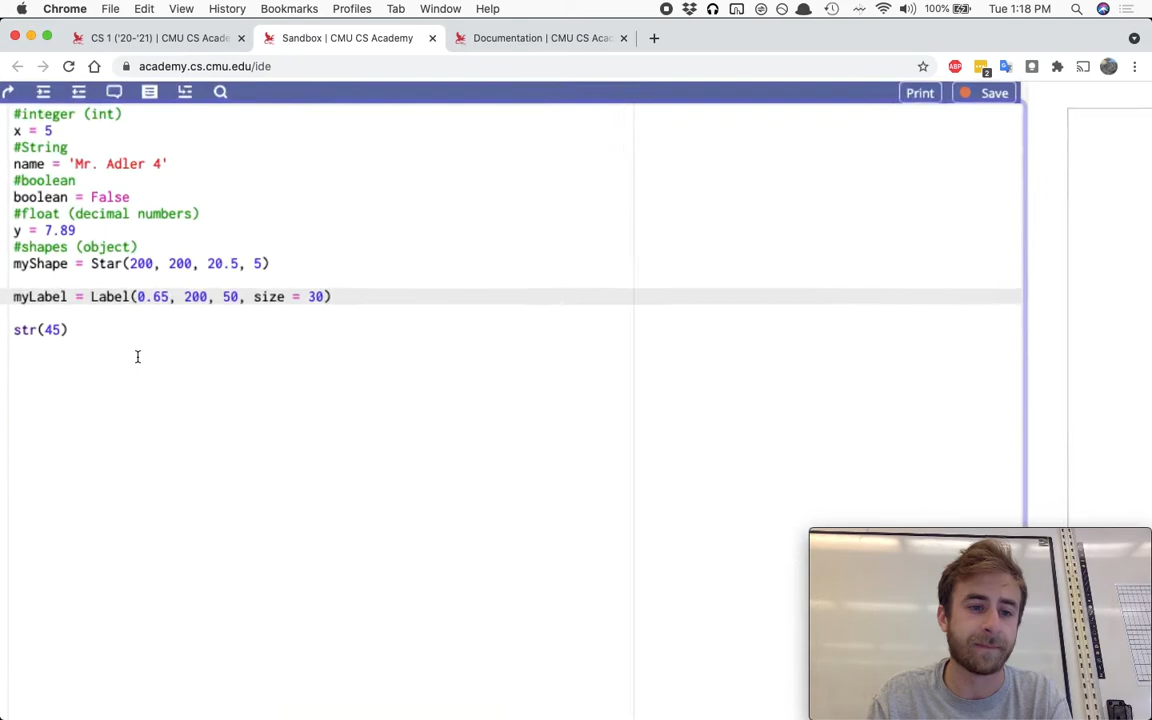 Chrome File Edit View History Bookmarks Profiles Tab Window Help 100% Tue 1:18 PM
CS 1 ('20-'21) | CMU CS Acade Sandbox | CMU CS Academy Documentation | CMU CS Aca
academy.cs.cmu.edu/ide ABP 2
Print Save
#integer (int)
x = 5
#String
name = 'Mr. Adler 4'
#boolean
boolean = False
#float (decimal numbers)
y = 7.89
#shapes (object)
myShape = Star(200, 200, 20.5, 5)
myLabel = Label(0.65, 200, 50, size = 30)
str(45)